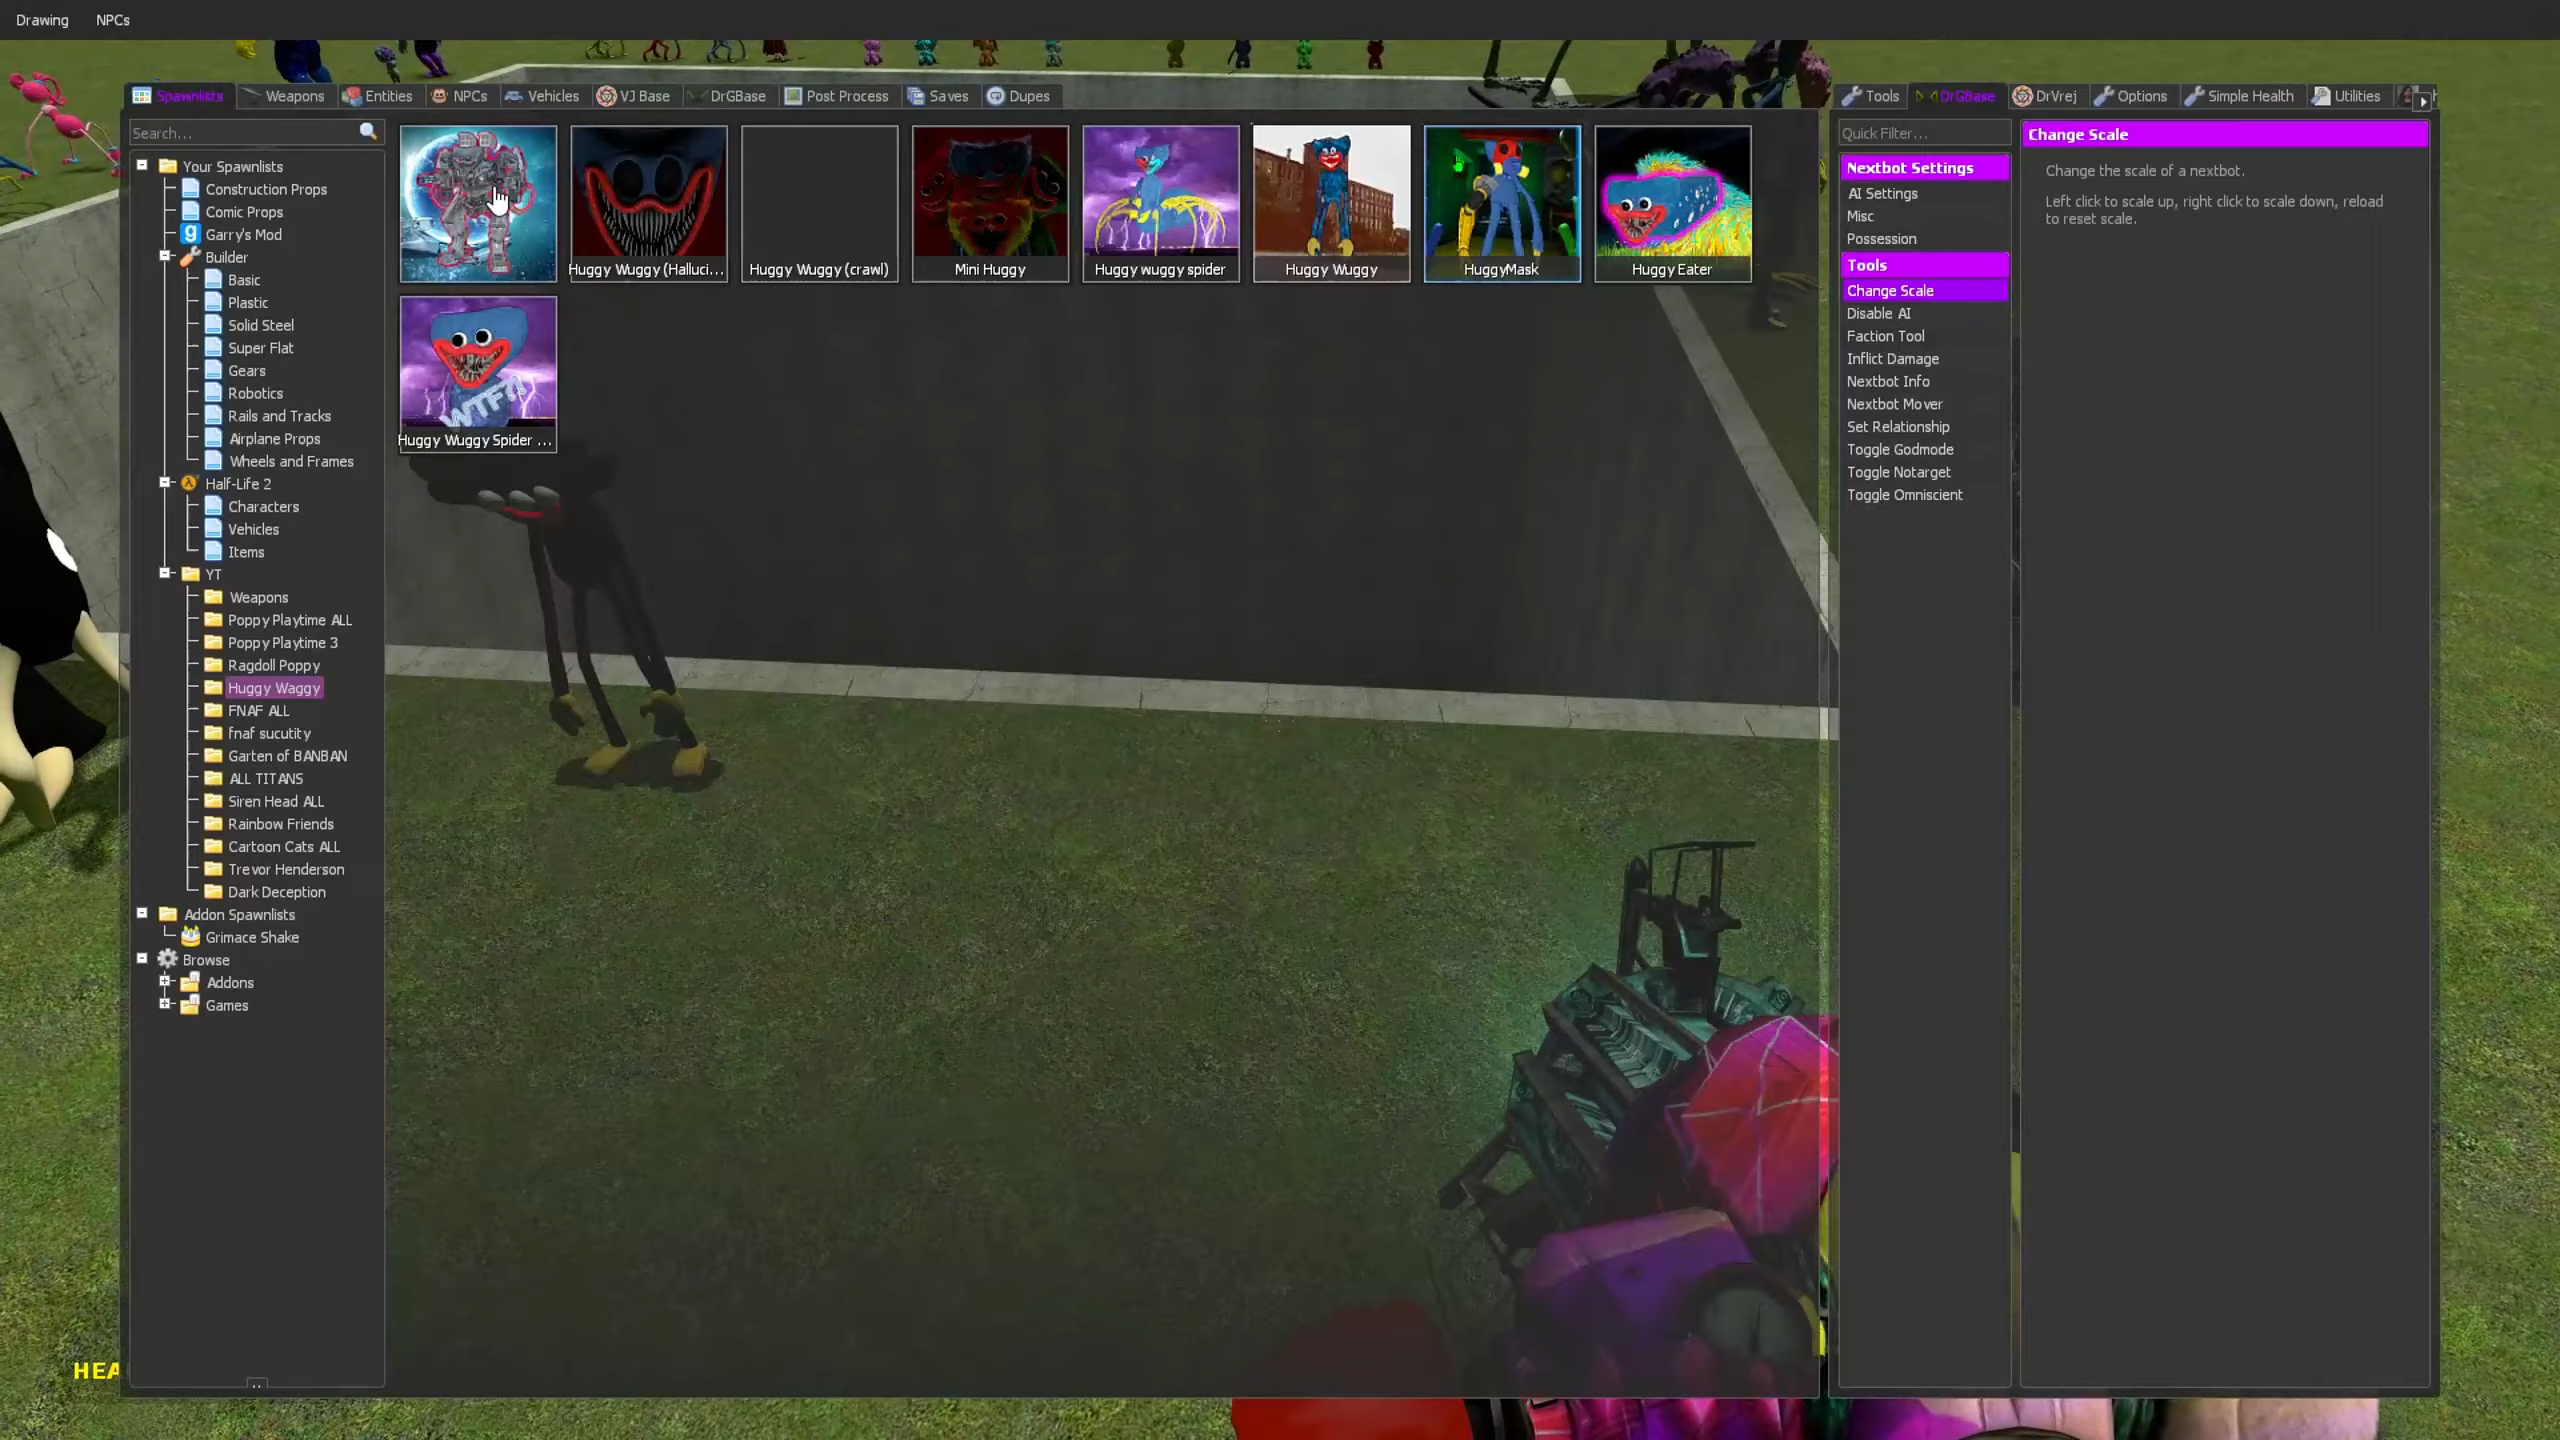 Drawing NPCs
Spawnlists Weapons Entities NPCs Vehicles VJ Base DrGBase Post Process Saves Dupes
Tools DrGBase DrVrej Options Simple Health Utilities
Search...
Your Spawnlists
Construction Props
Comic Props
Garry's Mod
Builder
Basic
Plastic
Solid Steel
Super Flat
Gears
Robotics
Rails and Tracks
Airplane Props
Wheels and Frames
Half-Life 2
Characters
Vehicles
Items
YT
Weapons
Poppy Playtime ALL
Poppy Playtime 3
Ragdoll Poppy
Huggy Waggy
FNAF ALL
fnaf sucutity
Garten of BANBAN
ALL TITANS
Siren Head ALL
Rainbow Friends
Cartoon Cats ALL
Trevor Henderson
Dark Deception
Addon Spawnlists
Grimace Shake
Browse
Addons
Games
Huggy Wuggy (Halluci...
Huggy Wuggy (crawl)
Mini Huggy
Huggy wuggy spider
Huggy Wuggy
HuggyMask
Huggy Eater
WTF?!
Huggy Wuggy Spider ...
Quick Filter...
Nextbot Settings
AI Settings
Misc
Possession
Tools
Change Scale
Disable AI
Faction Tool
Inflict Damage
Nextbot Info
Nextbot Mover
Set Relationship
Toggle Godmode
Toggle Notarget
Toggle Omniscient
Change Scale
Change the scale of a nextbot.
Left click to scale up, right click to scale down, reload
to reset scale.
HEA